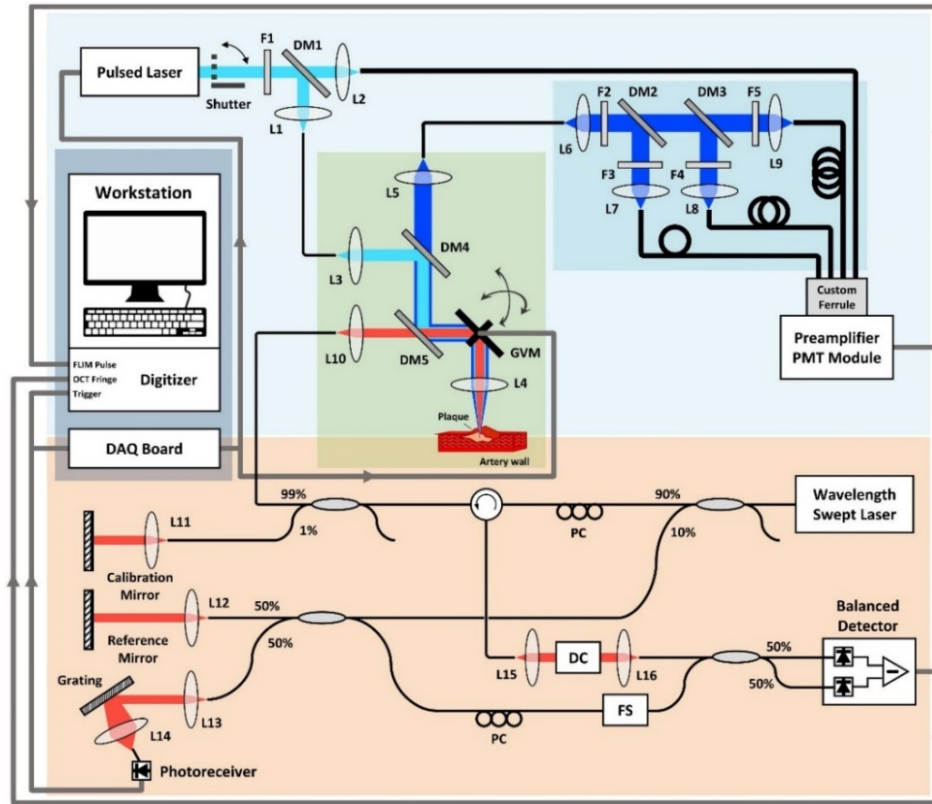 Pulsed Laser
Shutter
F1
DM1
L2
L1
F2
DM2
DM3
F5
L6
F3
F4
L9
L7
L8
Custom
Ferrule
Preamplifier
PMT Module
Workstation
FLIM Pulse
OCT Fringe
Trigger
Digitizer
DAQ Board
L5
DM4
L3
L10
DM5
GVM
L4
Plaque
Artery wall
99%
1%
90%
10%
PC
Wavelength
Swept Laser
L11
Calibration
Mirror
L12
Reference
Mirror
50%
50%
Grating
L13
L14
Photoreceiver
L15
DC
L16
PC
FS
50%
50%
Balanced
Detector